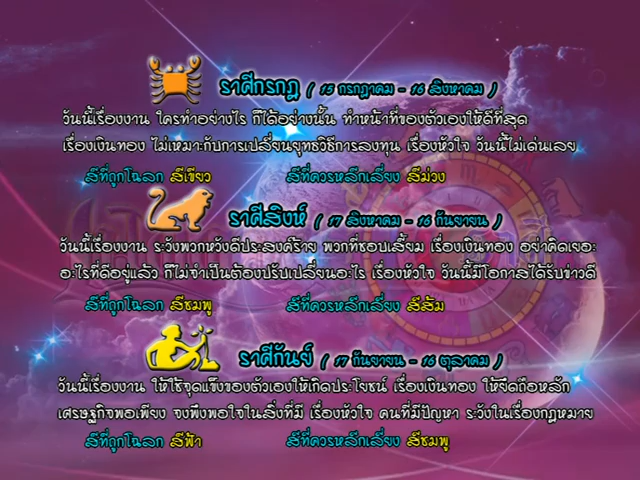 ราศีกรกฎ ( 15 กรกฎาคม - 16 สิงหาคม )
วันนี้เรื่องงาน ใครทำอย่างไร ก็ได้อย่างนั้น ทำหน้าที่ของตัวเองให้ดีที่สุด
เรื่องเงินทอง ไม่เหมาะกับการเปลี่ยนยุทธวิธีการลงทุน เรื่องหัวใจ วันนี้ไม่เด่นเลย
สีที่ถูกโฉลก สีเขียว สีที่ควรหลีกเลี่ยง สีม่วง
ราศีสิงห์ ( 17 สิงหาคม - 16 กันยายน )
วันนี้เรื่องงาน ระวังพวกหวังดีประสงค์ร้าย พวกที่ชอบเสี้ยม เรื่องเงินทอง อย่าคิดเยอะ
อะไรที่ดีอยู่แล้ว ก็ไม่จำเป็นต้องปรับเปลี่ยนอะไร เรื่องหัวใจ วันนี้มีโอกาสได้รับข่าวดี
สีที่ถูกโฉลก สีชมพู สีที่ควรหลีกเลี่ยง สีส้ม
ราศีกันย์ ( 17 กันยายน - 16 ตุลาคม )
วันนี้เรื่องงาน ให้ใช้จุดแข็งของตัวเองให้เกิดประโยชน์ เรื่องเงินทอง ให้ยึดถือหลัก
เศรษฐกิจพอเพียง จงพึงพอใจในสิ่งที่มี เรื่องหัวใจ คนที่มีปัญหา ระวังในเรื่องกฎหมาย
สีที่ถูกโฉลก สีฟ้า สีที่ควรหลีกเลี่ยง สีชมพู